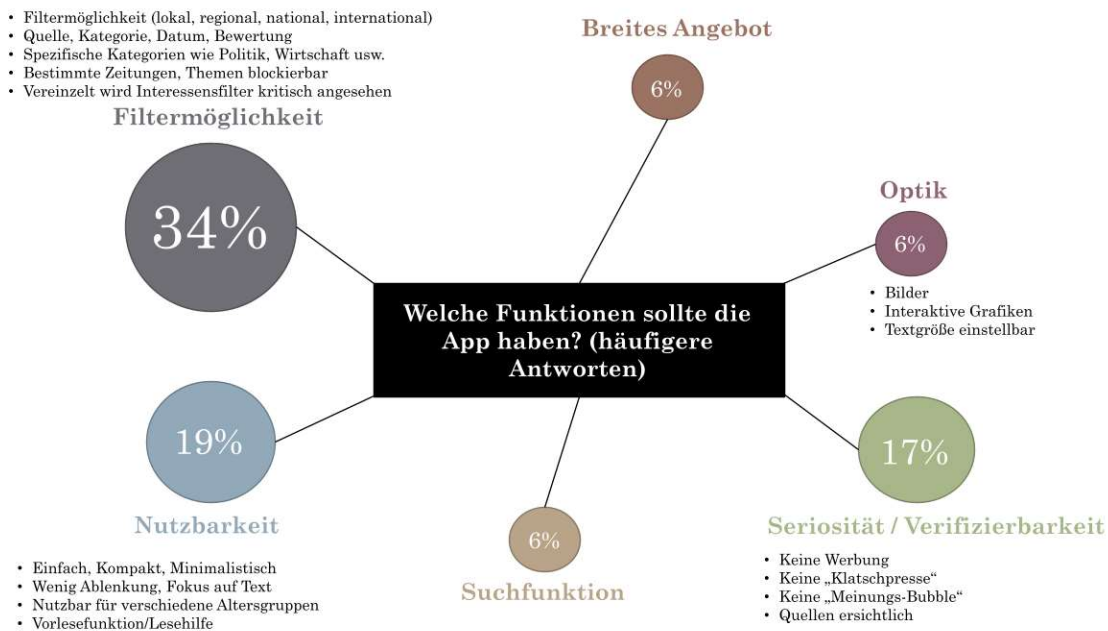 • Filtermöglichkeit (lokal, regional, national, international)
• Quelle, Kategorie, Datum, Bewertung
• Spezifische Kategorien wie Politik, Wirtschaft usw.
• Bestimmte Zeitungen, Themen blockierbar
• Vereinzelt wird Interessensfilter kritisch angesehen
Filtermöglichkeit
34%
Breites Angebot
6%
Optik
6%
• Bilder
• Interaktive Grafiken
• Textgröße einstellbar
Welche Funktionen sollte die
App haben? (häufigere
Antworten)
19%
Nutzbarkeit
• Einfach, Kompakt, Minimalistisch
• Wenig Ablenkung, Fokus auf Text
• Nutzbar für verschiedene Altersgruppen
• Vorlesefunktion/Lesehilfe
6%
Suchfunktion
17%
Seriosität / Verifizierbarkeit
• Keine Werbung
• Keine „Klatschpresse“
• Keine „Meinungs-Bubble“
• Quellen ersichtlich